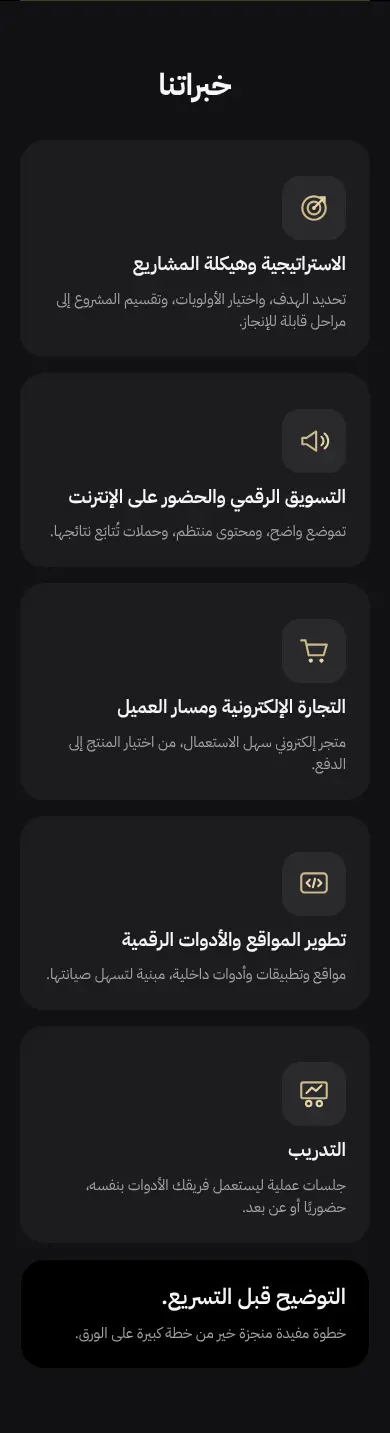 خبراتنا
الاستراتيجية وهيكلة المشاريع
تحديد الهدف، واختيار الأولويات، وتقسيم المشروع إلى
مراحل قابلة للإنجاز.
التسويق الرقمي والحضور على الإنترنت
تموضع واضح، ومحتوى منتظم، وحملات تُتابَع نتائجها.
التجارة الإلكترونية ومسار العميل
متجر إلكتروني سهل الاستعمال، من اختيار المنتج إلى
الدفع.
تطوير المواقع والأدوات الرقمية
مواقع وتطبيقات وأدوات داخلية، مبنية لتسهل صيانتها.
التدريب
جلسات عملية ليستعمل فريقك الأدوات بنفسه،
حضوريًا أو عن بعد.
التوضيح قبل التسريع.
خطوة مفيدة منجزة خير من خطة كبيرة على الورق.